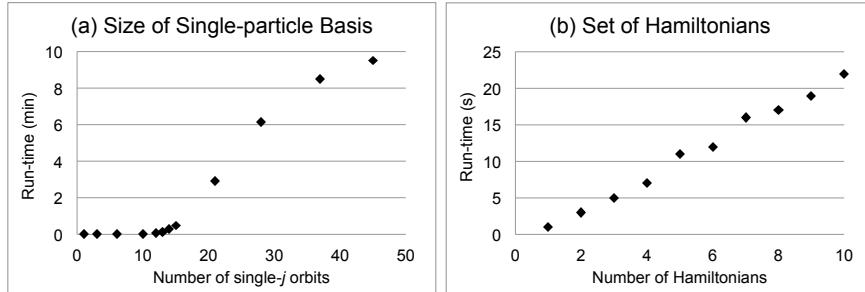 (a) Size of Single-particle Basis
10
8
6
4
2
0
Run-time (min)
0 10 20 30 40 50
Number of single-j orbits
(b) Set of Hamiltonians
25
20
15
10
5
0
Run-time (s)
0 2 4 6 8 10
Number of Hamiltonians